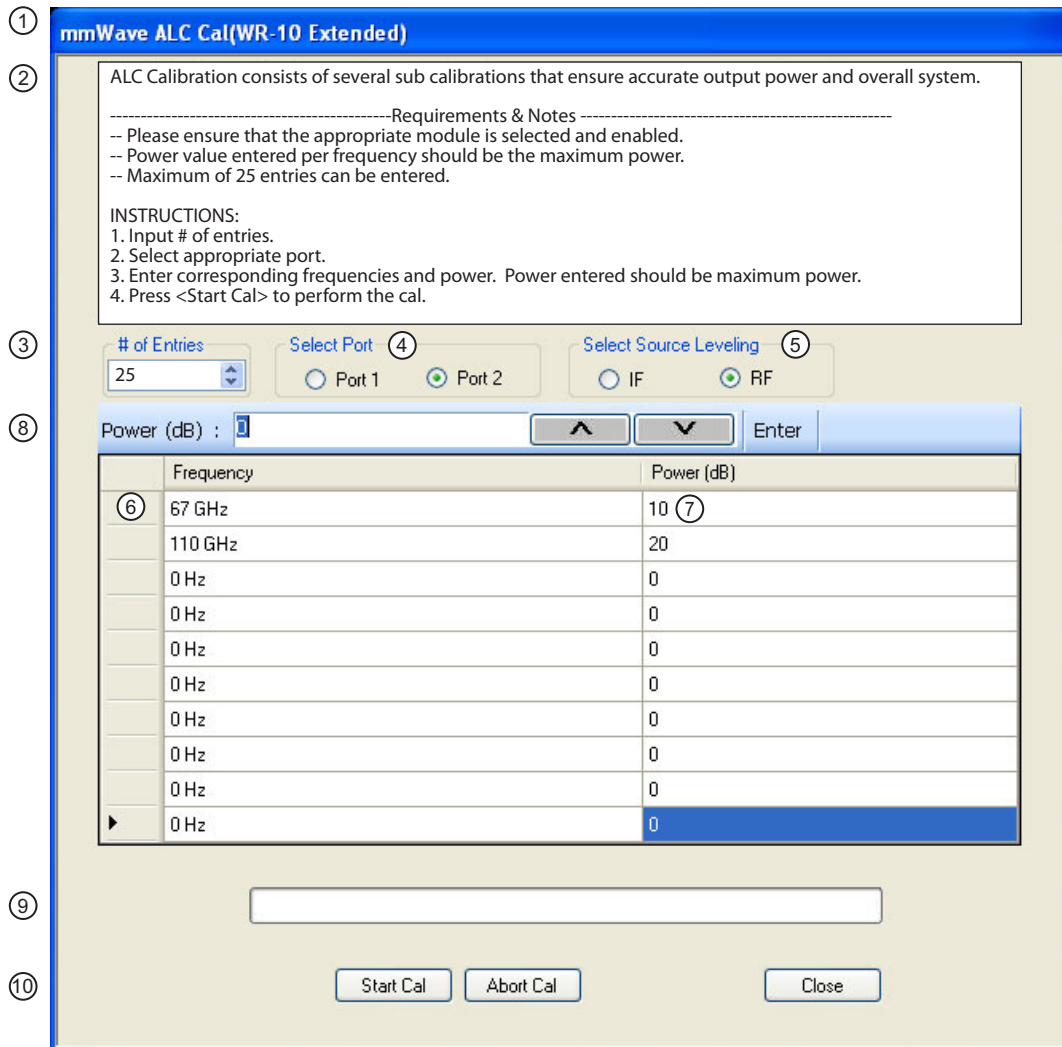 ① mmWave ALC Cal(WR-10 Extended)
② ALC Calibration consists of several sub calibrations that ensure accurate output power and overall system.
----------------------------------------------Requirements & Notes ---------------------------------------------------
-- Please ensure that the appropriate module is selected and enabled.
-- Power value entered per frequency should be the maximum power.
-- Maximum of 25 entries can be entered.
INSTRUCTIONS:
1. Input # of entries.
2. Select appropriate port.
3. Enter corresponding frequencies and power. Power entered should be maximum power.
4. Press <Start Cal> to perform the cal.
③ # of Entries Select Port ④ Select Source Leveling ⑤
25 Port 1 Port 2 IF RF
⑧ Power (dB) : 0 Enter
Frequency Power (dB)
⑥ 67 GHz 10 ⑦
110 GHz 20
0 Hz 0
0 Hz 0
0 Hz 0
0 Hz 0
0 Hz 0
0 Hz 0
0 Hz 0
0 Hz 0
⑨
⑩ Start Cal Abort Cal Close